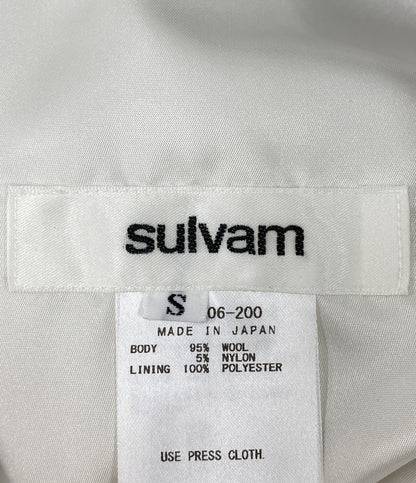 sulvam
S 06-200
MADE IN JAPAN
BODY 95% WOOL
5% NYLON
LINING 100% POLYESTER
USE PRESS CLOTH.